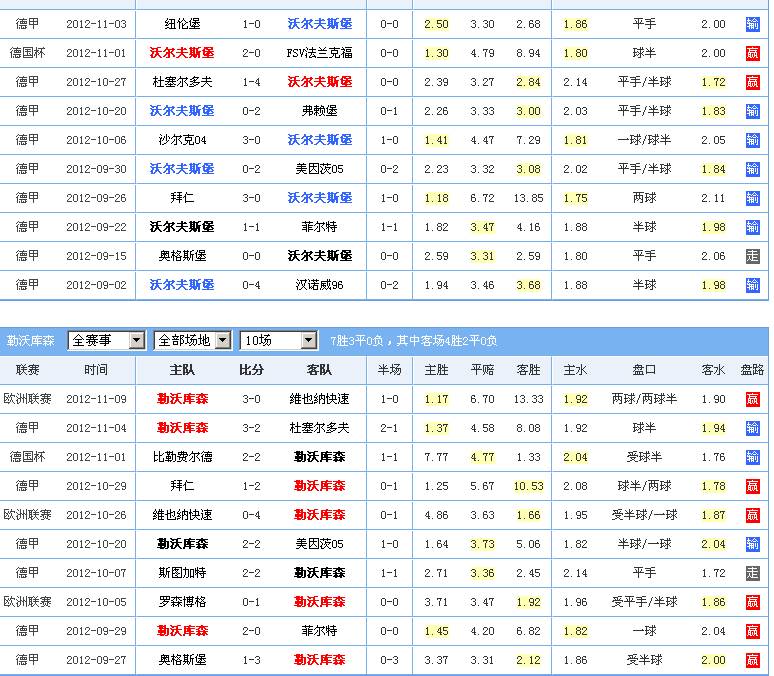 德甲 2012-11-03 纽伦堡 1-0 沃尔夫斯堡 0-0 2.50 3.30 2.68 1.86 平手 2.00 输
德国杯 2012-11-01 沃尔夫斯堡 2-0 FSV法兰克福 0-0 1.30 4.79 8.94 1.80 球半 2.00 赢
德甲 2012-10-27 杜塞尔多夫 1-4 沃尔夫斯堡 0-0 2.39 3.27 2.84 2.14 平手/半球 1.72 赢
德甲 2012-10-20 沃尔夫斯堡 0-2 弗赖堡 0-1 2.26 3.33 3.00 2.03 平手/半球 1.83 输
德甲 2012-10-06 沙尔克04 3-0 沃尔夫斯堡 1-0 1.41 4.47 7.29 1.81 一球/球半 2.05 输
德甲 2012-09-30 沃尔夫斯堡 0-2 美因茨05 0-2 2.23 3.32 3.08 2.02 平手/半球 1.84 输
德甲 2012-09-26 拜仁 3-0 沃尔夫斯堡 1-0 1.18 6.72 13.85 1.75 两球 2.11 输
德甲 2012-09-22 沃尔夫斯堡 1-1 菲尔特 1-1 1.82 3.47 4.16 1.88 半球 1.98 输
德甲 2012-09-15 奥格斯堡 0-0 沃尔夫斯堡 0-0 2.59 3.31 2.59 1.80 平手 2.06 走
德甲 2012-09-02 沃尔夫斯堡 0-4 汉诺威96 0-2 1.94 3.46 3.68 1.88 半球 1.98 输
勒沃库森 全赛事 全部场地 10场 7胜3平0负，其中客场4胜2平0负
联赛 时间 主队 比分 客队 半场 主胜 平赔 客胜 主水 盘口 客水 盘路
欧洲联赛 2012-11-09 勒沃库森 3-0 维也纳快速 1-0 1.17 6.70 13.33 1.92 两球/两球半 1.90 赢
德甲 2012-11-04 勒沃库森 3-2 杜塞尔多夫 2-1 1.37 4.58 8.08 1.92 球半 1.94 输
德国杯 2012-11-01 比勒费尔德 2-2 勒沃库森 1-1 7.77 4.77 1.33 2.04 受球半 1.76 输
德甲 2012-10-29 拜仁 1-2 勒沃库森 0-1 1.25 5.67 10.53 2.08 球半/两球 1.78 赢
欧洲联赛 2012-10-26 维也纳快速 0-4 勒沃库森 0-1 4.86 3.63 1.66 1.95 受半球/一球 1.87 赢
德甲 2012-10-20 勒沃库森 2-2 美因茨05 1-0 1.64 3.73 5.06 1.82 半球/一球 2.04 输
德甲 2012-10-07 斯图加特 2-2 勒沃库森 1-1 2.71 3.36 2.45 2.14 平手 1.72 走
欧洲联赛 2012-10-05 罗森博格 0-1 勒沃库森 0-0 3.71 3.47 1.92 1.96 受平手/半球 1.86 赢
德甲 2012-09-29 勒沃库森 2-0 菲尔特 0-0 1.45 4.20 6.82 1.82 一球 2.04 赢
德甲 2012-09-27 奥格斯堡 1-3 勒沃库森 0-3 3.37 3.31 2.12 1.86 受半球 2.00 赢